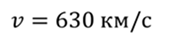 𝑣 = 630 км/с